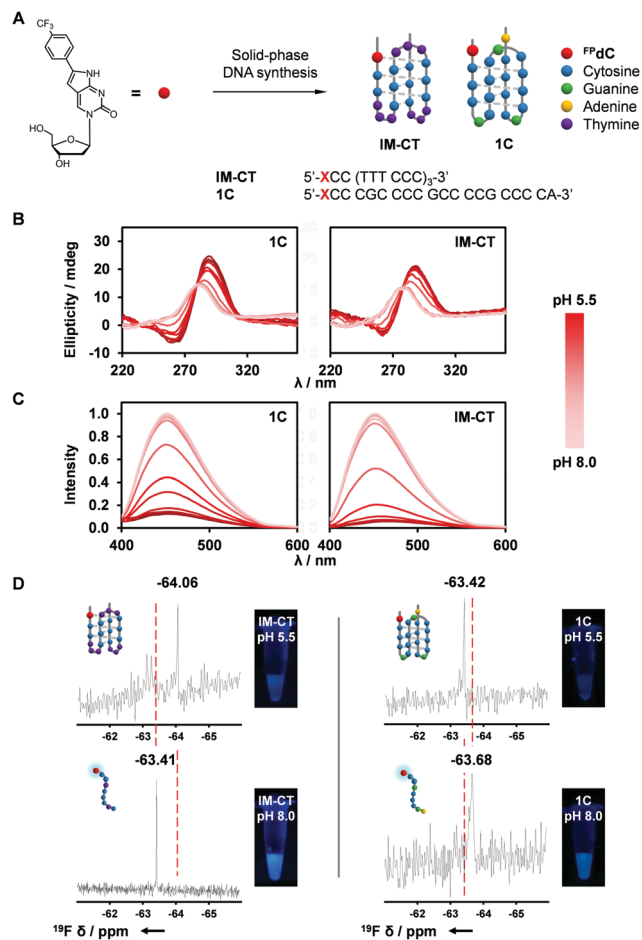 A
CF₃
NH
N
N
O
HO
O
OH
=
Solid-phase
DNA synthesis
IM-CT
1C
ᶠᴾdC
Cytosine
Guanine
Adenine
Thymine
IM-CT 5'-XCC (TTT CCC)₃-3'
1C 5'-XCC CGC CCC GCC CCG CCC CA-3'
B
Ellipticity / mdeg
30
20
10
0
-10
1C
IM-CT
220 270 320 360
220 270 320 360
λ / nm
pH 5.5
pH 8.0
C
Intensity
1.0
0.8
0.6
0.4
0.2
0.0
1C
IM-CT
400 500 600
400 500 600
λ / nm
D
-64.06
IM-CT
pH 5.5
-62 -63 -64 -65
-63.41
IM-CT
pH 8.0
-62 -63 -64 -65
¹⁹F δ / ppm
-63.42
1C
pH 5.5
-62 -63 -64 -65
-63.68
1C
pH 8.0
-62 -63 -64 -65
¹⁹F δ / ppm